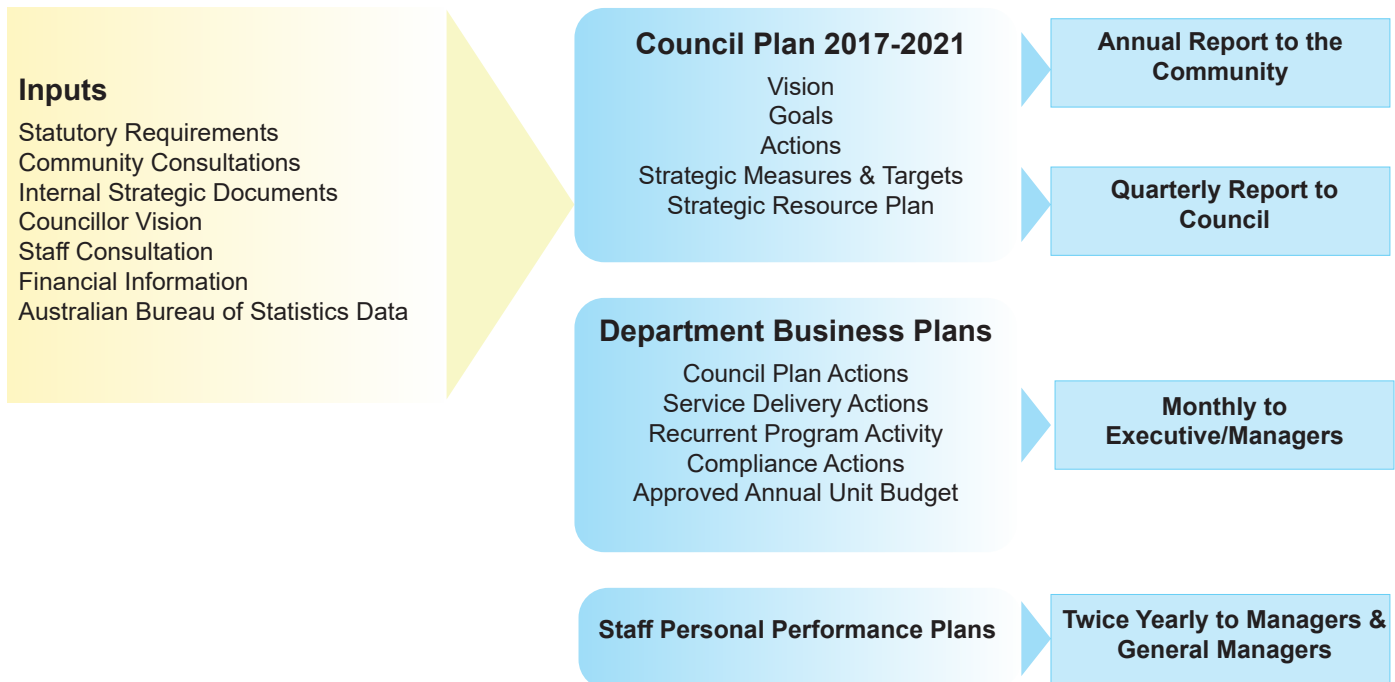 Inputs
Statutory Requirements
Community Consultations
Internal Strategic Documents
Councillor Vision
Staff Consultation
Financial Information
Australian Bureau of Statistics Data
Council Plan 2017-2021
Vision
Goals
Actions
Strategic Measures & Targets
Strategic Resource Plan
Annual Report to the
Community
Quarterly Report to
Council
Department Business Plans
Council Plan Actions
Service Delivery Actions
Recurrent Program Activity
Compliance Actions
Approved Annual Unit Budget
Monthly to
Executive/Managers
Staff Personal Performance Plans
Twice Yearly to Managers &
General Managers